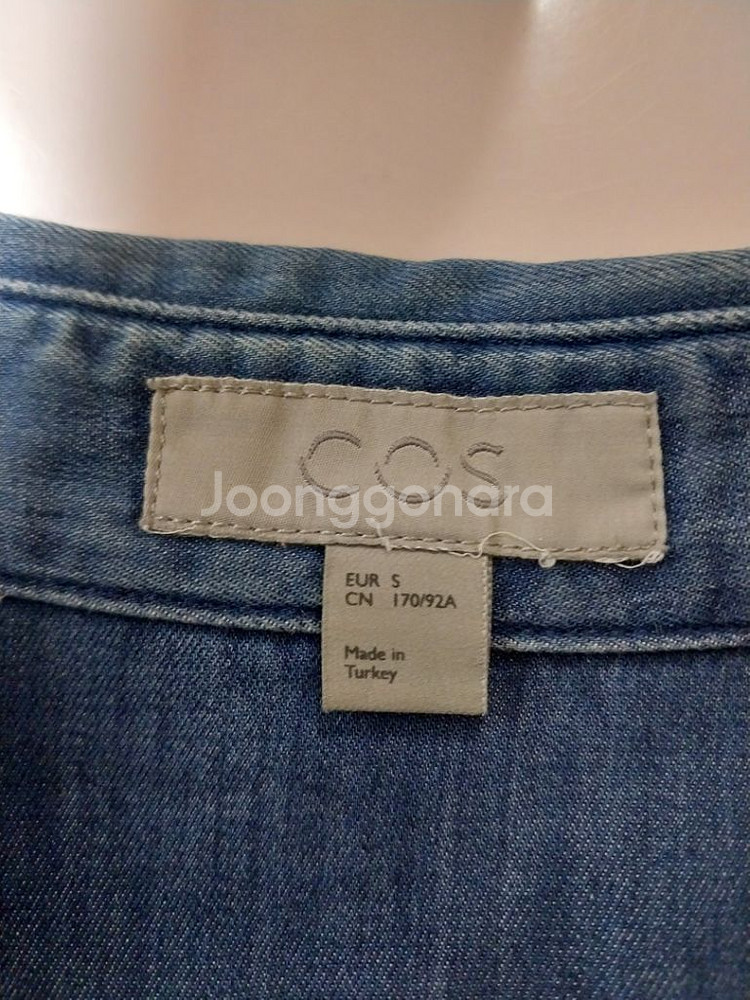 COS
Joonggonara
EUR S
CN 170/92A
Made in
Turkey